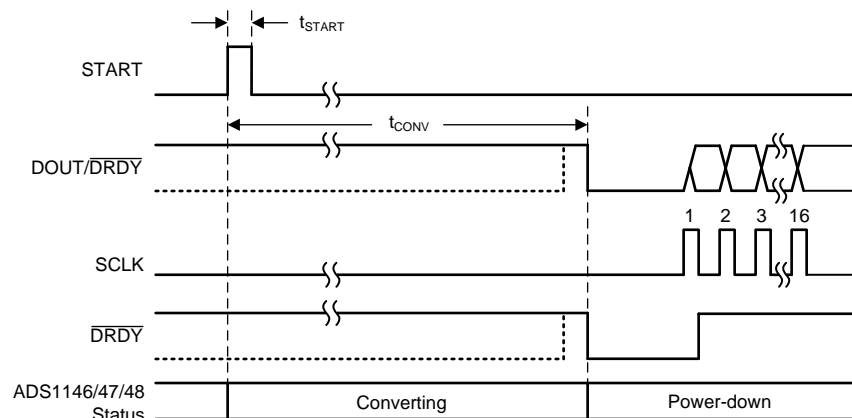 tSTART
START
tCONV
DOUT/DRDY
1 2 3 16
SCLK
DRDY
ADS1146/47/48
Status
Converting
Power-down